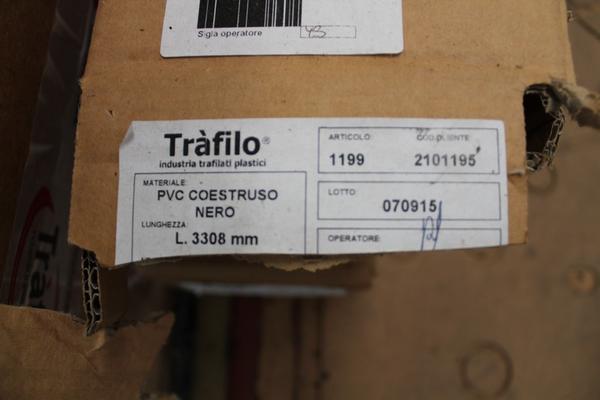 Sigla operatore
Tràfilo®
industria trafilati plastici
MATERIALE:
PVC COESTRUSO
NERO
LUNGHEZZA:
L. 3308 mm
ARTICOLO: COD.CLIENTE:
1199 2101195
LOTTO:
070915
OPERATORE: